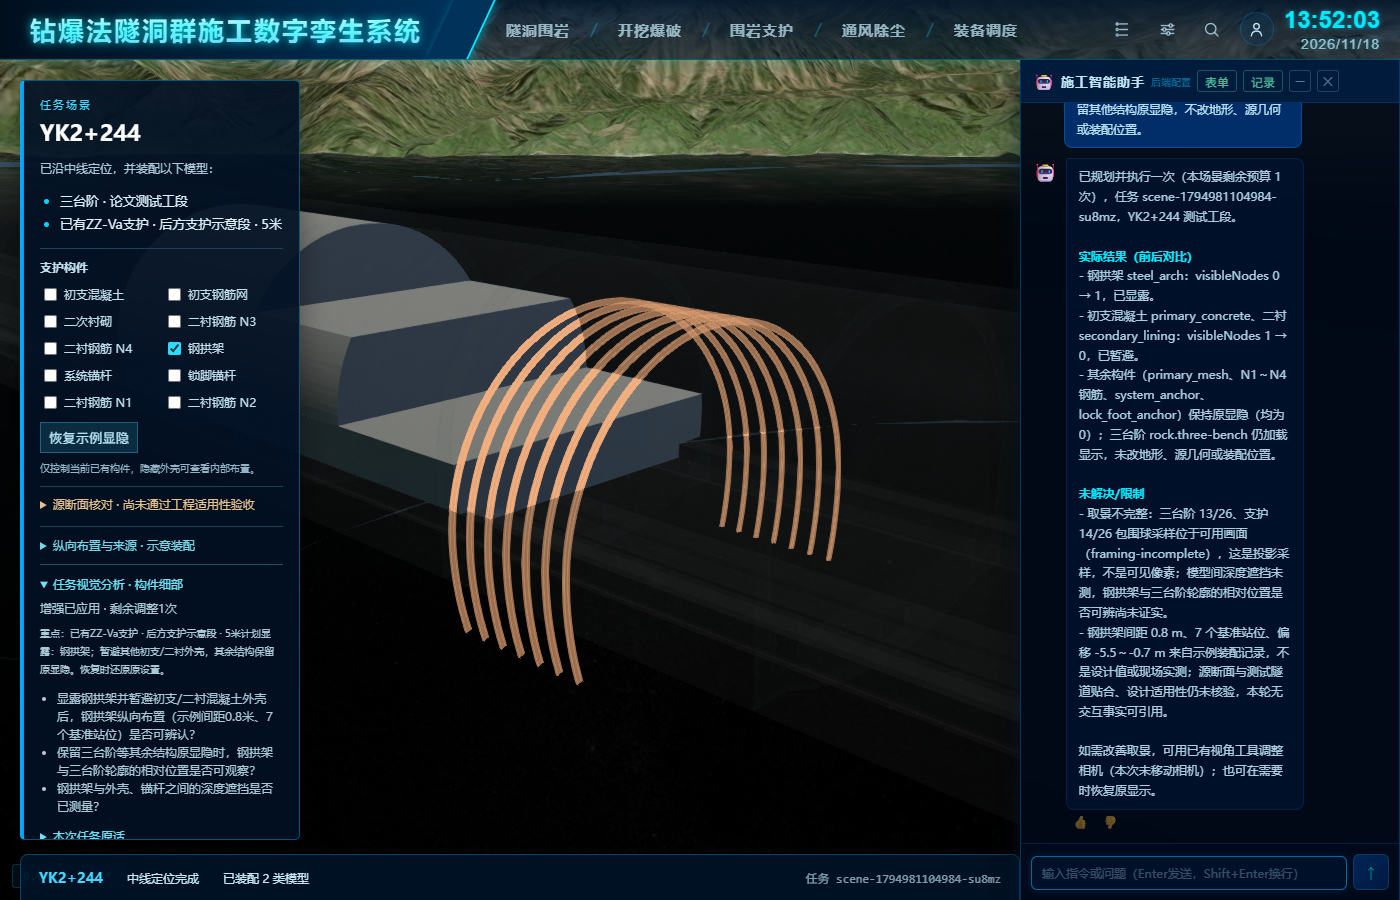 钻爆法隧洞群施工数字孪生系统
隧洞围岩 / 开挖爆破 / 围岩支护 / 通风除尘 / 装备调度
13:52:03
2026/11/18
任务场景
YK2+244
已沿中线定位，并装配以下模型：
三台阶 · 论文测试工段
已有ZZ-Va支护 · 后方支护示意段 · 5米
支护构件
初支混凝土 初支钢筋网
二次衬砌 二衬钢筋 N3
二衬钢筋 N4 钢拱架
系统锚杆 锁脚锚杆
二衬钢筋 N1 二衬钢筋 N2
恢复示例显隐
仅控制当前已有构件，隐藏外壳可查看内部布置。
源断面核对 · 尚未通过工程适用性验收
纵向布置与来源 · 示意装配
任务视觉分析 · 构件细部
增强已应用 · 剩余调整1次
重点：已有ZZ-Va支护 · 后方支护示意段 · 5米计划显
露：钢拱架；暂避其他初支/二衬外壳，其余结构保留
原显隐。恢复时还原原设置。
显露钢拱架并暂避初支/二衬混凝土外壳
后，钢拱架纵向布置（示例间距0.8米、7
个基准站位）是否可辨认？
保留三台阶等其余结构原显隐时，钢拱架
与三台阶轮廓的相对位置是否可观察？
钢拱架与外壳、锚杆之间的深度遮挡是否
已测量？
本次任务原话
YK2+244 中线定位完成 已装配 2 类模型 任务 scene-1794981104984-su8mz
施工智能助手 后端配置 表单 记录
留其他结构原显隐，不改地形、源几何
或装配位置。
已规划并执行一次（本场景剩余预算 1
次），任务 scene-1794981104984-
su8mz，YK2+244 测试工段。
实际结果（前后对比）
- 钢拱架 steel_arch：visibleNodes 0
→ 1，已显露。
- 初支混凝土 primary_concrete、二衬
secondary_lining：visibleNodes 1 →
0，已暂避。
- 其余构件（primary_mesh、N1～N4
钢筋、system_anchor、
lock_foot_anchor）保持原显隐（均为
0）；三台阶 rock.three-bench 仍加载
显示，未改地形、源几何或装配位置。
未解决/限制
- 取景不完整：三台阶 13/26、支护
14/26 包围球采样位于可用画面
（framing-incomplete），这是投影采
样，不是可见像素；模型间深度遮挡未
测，钢拱架与三台阶轮廓的相对位置是
否可辨尚未证实。
- 钢拱架间距 0.8 m、7 个基准站位、偏
移 -5.5～-0.7 m 来自示例装配记录，不
是设计值或现场实测；源断面与测试隧
道贴合、设计适用性仍未核验，本轮无
交互事实可引用。
如需改善取景，可用已有视角工具调整
相机（本次未移动相机）；也可在需要
时恢复原显示。
输入指令或问题（Enter发送，Shift+Enter换行）